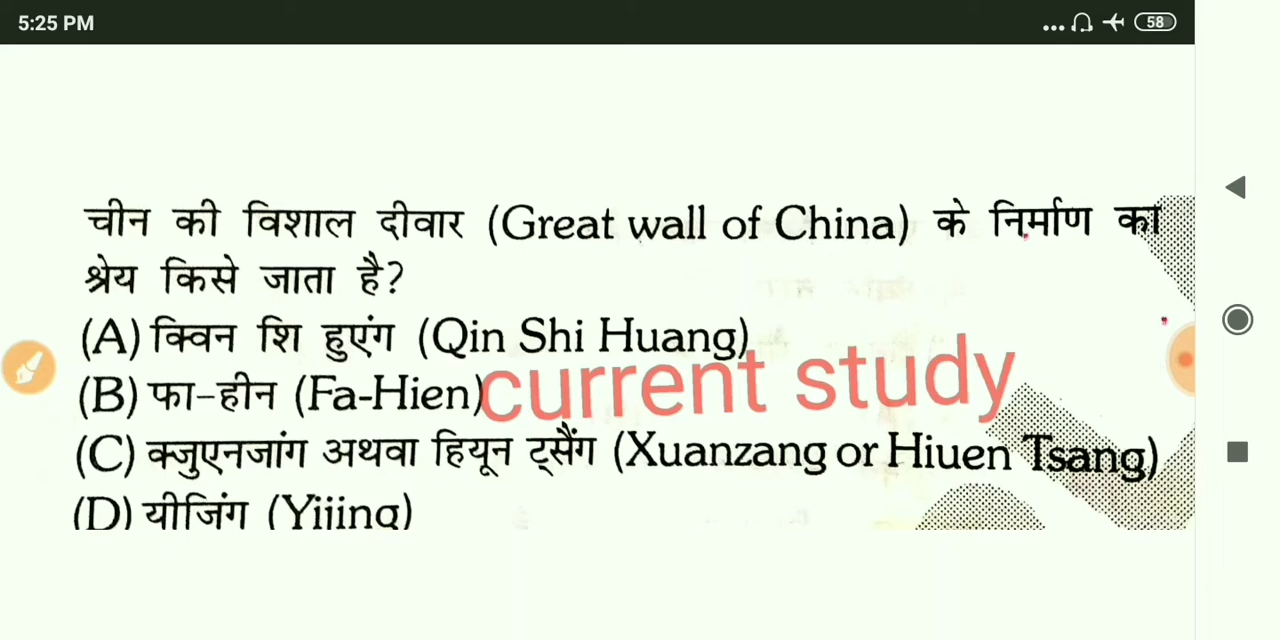 5:25 PM
58
चीन की विशाल दीवार (Great wall of China) के निर्माण का
श्रेय किसे जाता है?
(A) क्विन शि हुएंग (Qin Shi Huang)
(B) फा-हीन (Fa-Hien)
current study
(C) क्जुएनजांग अथवा हियून ट्सैंग (Xuanzang or Hiuen Tsang)
(D) यीजिंग (Yijing)